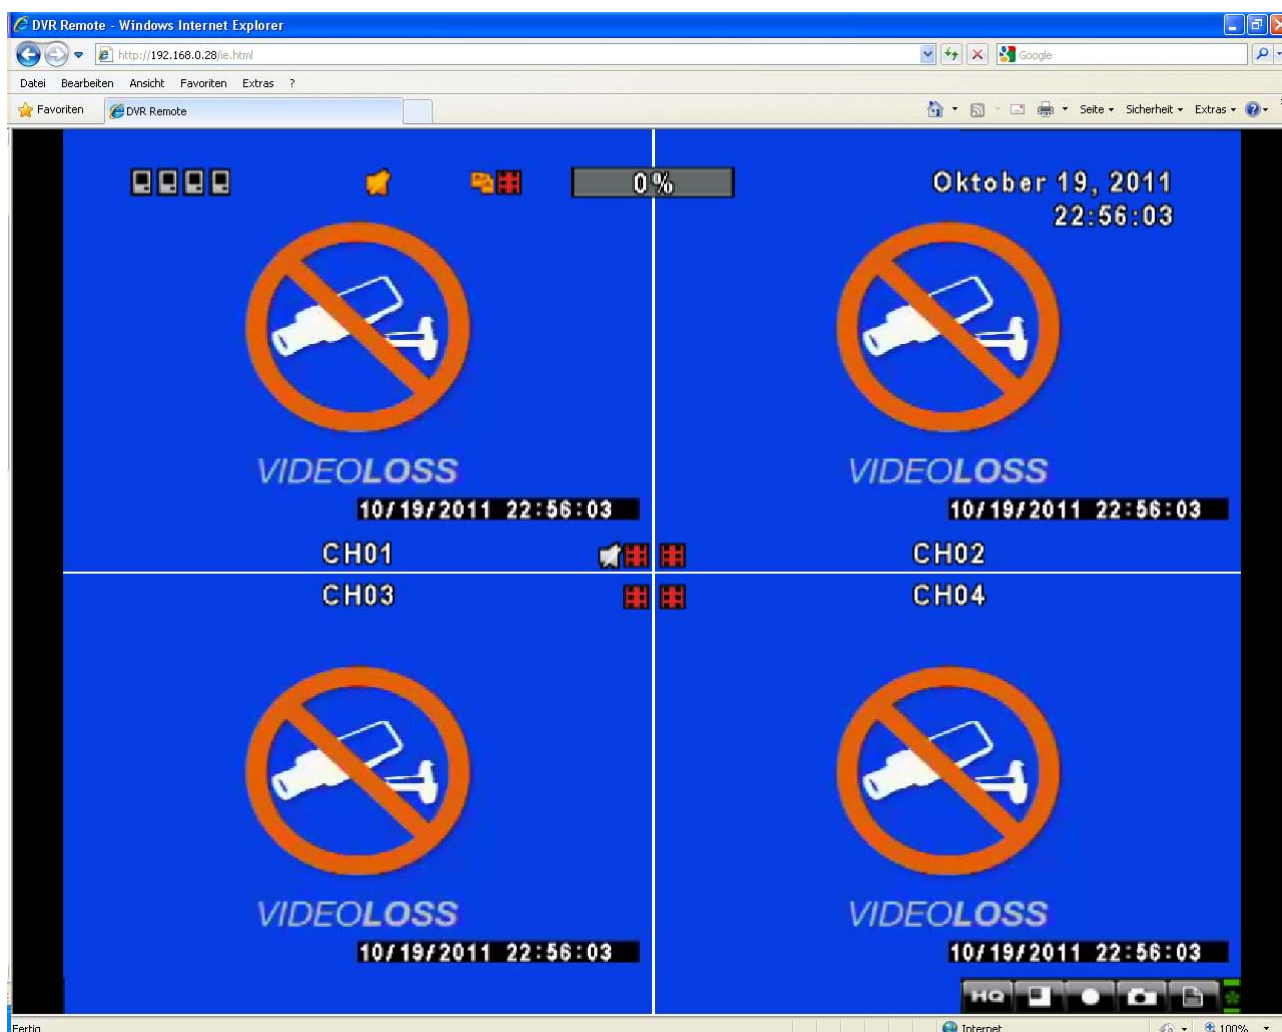 DVR Remote - Windows Internet Explorer
http://192.168.0.28/ie.html
Google
Datei Bearbeiten Ansicht Favoriten Extras ?
Favoriten DVR Remote Seite Sicherheit Extras
0%
Oktober 19, 2011
22:56:03
VIDEOLOSS
VIDEOLOSS
10/19/2011 22:56:03
10/19/2011 22:56:03
CH01
CH02
CH03
CH04
VIDEOLOSS
VIDEOLOSS
10/19/2011 22:56:03
10/19/2011 22:56:03
HQ
Fertig Internet 100%